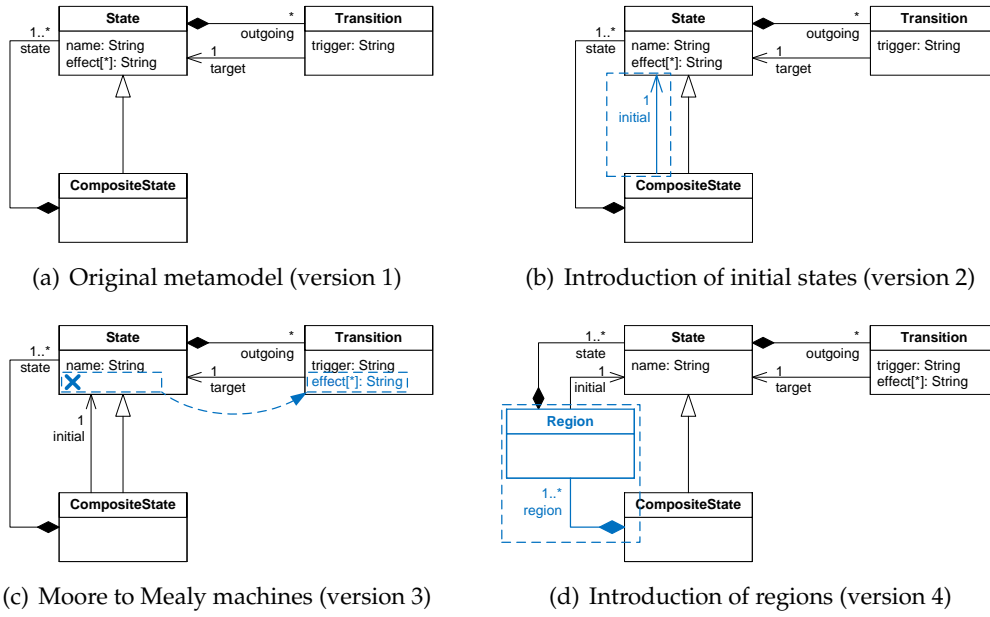 State
Transition
1..*
state
name: String
effect[*]: String
*
outgoing
1
target
trigger: String
CompositeState
(a) Original metamodel (version 1)
State
Transition
1..*
state
name: String
effect[*]: String
*
outgoing
1
target
trigger: String
1
initial
CompositeState
(b) Introduction of initial states (version 2)
State
Transition
1..*
state
name: String
*
outgoing
1
target
trigger: String
effect[*]: String
1
initial
CompositeState
(c) Moore to Mealy machines (version 3)
State
Transition
1..*
state
name: String
*
outgoing
1
target
trigger: String
effect[*]: String
1
initial
Region
1..*
region
CompositeState
(d) Introduction of regions (version 4)